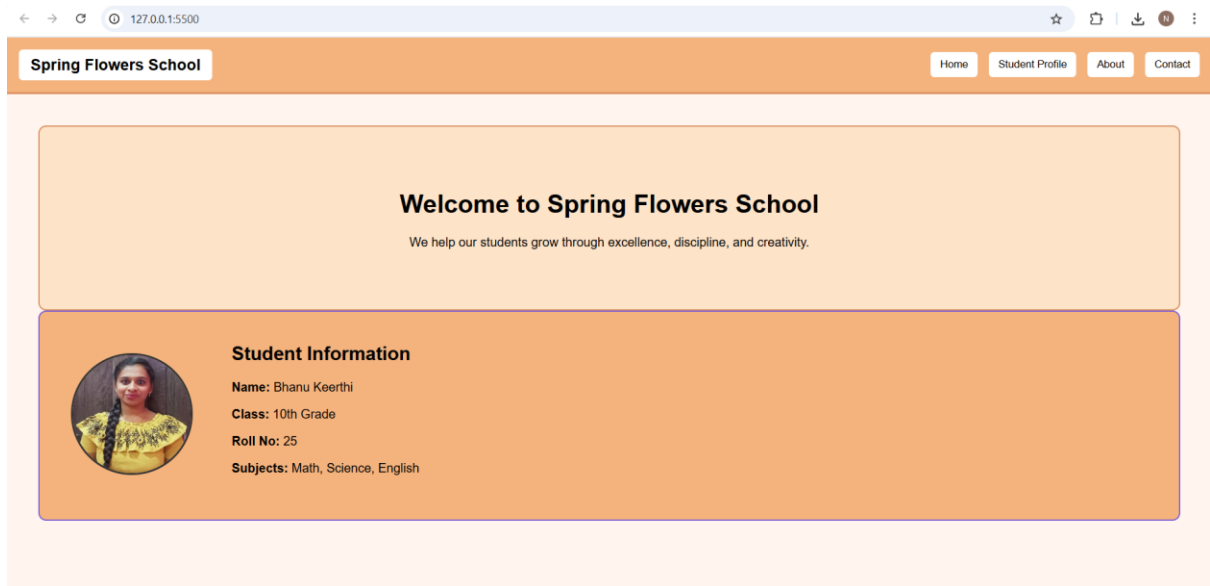 127.0.0.1:5500
N
Spring Flowers School
Home
Student Profile
About
Contact
Welcome to Spring Flowers School
We help our students grow through excellence, discipline, and creativity.
Student Information
Name: Bhanu Keerthi
Class: 10th Grade
Roll No: 25
Subjects: Math, Science, English